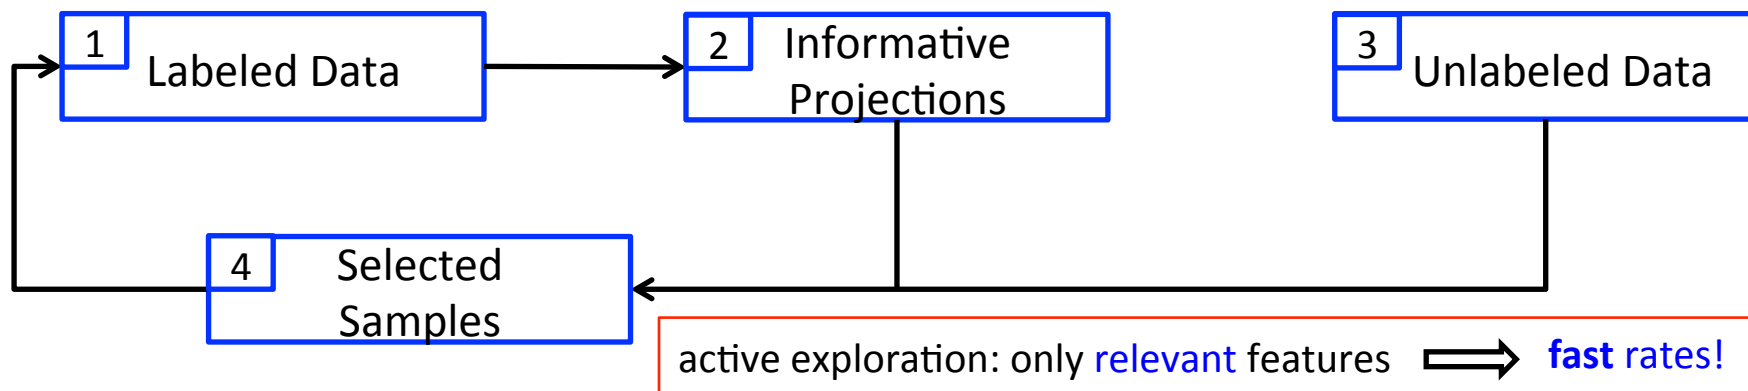 1
Labeled Data
2
Informative
Projections
3
Unlabeled Data
4
Selected
Samples
active exploration: only relevant features
fast rates!